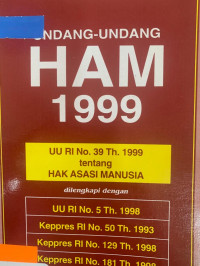 UNDANG-UNDANG
HAM
1999
UU RI No. 39 Th. 1999
tentang
HAK ASASI MANUSIA
dilengkapi dengan
UU RI No. 5 Th. 1998
Keppres RI No. 50 Th. 1993
Keppres RI No. 129 Th. 1998
Keppres RI No. 181 Th. 1998